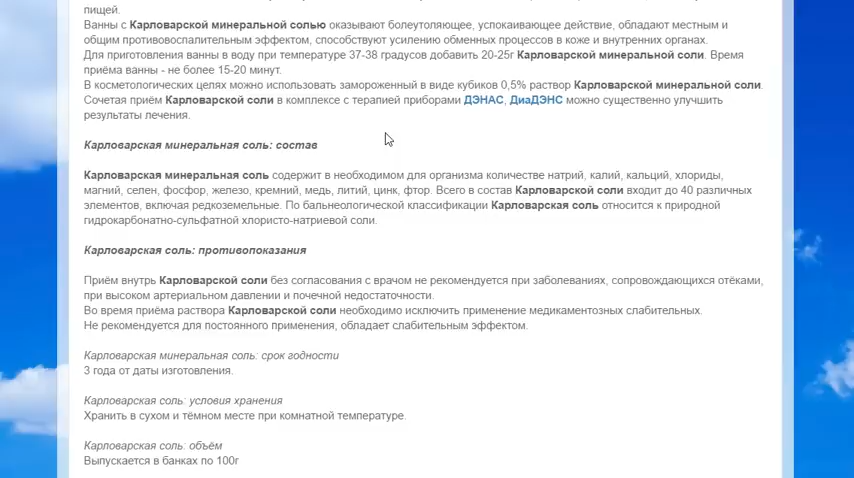 пищей.
Ванны с Карловарской минеральной солью оказывают болеутоляющее, успокаивающее действие, обладают местным и
общим противовоспалительным эффектом, способствуют усилению обменных процессов в коже и внутренних органах.
Для приготовления ванны в воду при температуре 37-38 градусов добавить 20-25г Карловарской минеральной соли. Время
приёма ванны - не более 15-20 минут.
В косметологических целях можно использовать замороженный в виде кубиков 0,5% раствор Карловарской минеральной соли.
Сочетая приём Карловарской соли в комплексе с терапией приборами ДЭНАС, ДиаДЭНС можно существенно улучшить
результаты лечения.
Карловарская минеральная соль: состав
Карловарская минеральная соль содержит в необходимом для организма количестве натрий, калий, кальций, хлориды,
магний, селен, фосфор, железо, кремний, медь, литий, цинк, фтор. Всего в состав Карловарской соли входит до 40 различных
элементов, включая редкоземельные. По бальнеологической классификации Карловарская соль относится к природной
гидрокарбонатно-сульфатной хлористо-натриевой соли.
Карловарская соль: противопоказания
Приём внутрь Карловарской соли без согласования с врачом не рекомендуется при заболеваниях, сопровождающихся отёками,
при высоком артериальном давлении и почечной недостаточности.
Во время приёма раствора Карловарской соли необходимо исключить применение медикаментозных слабительных.
Не рекомендуется для постоянного применения, обладает слабительным эффектом.
Карловарская минеральная соль: срок годности
3 года от даты изготовления.
Карловарская соль: условия хранения
Хранить в сухом и тёмном месте при комнатной температуре.
Карловарская соль: объём
Выпускается в банках по 100г